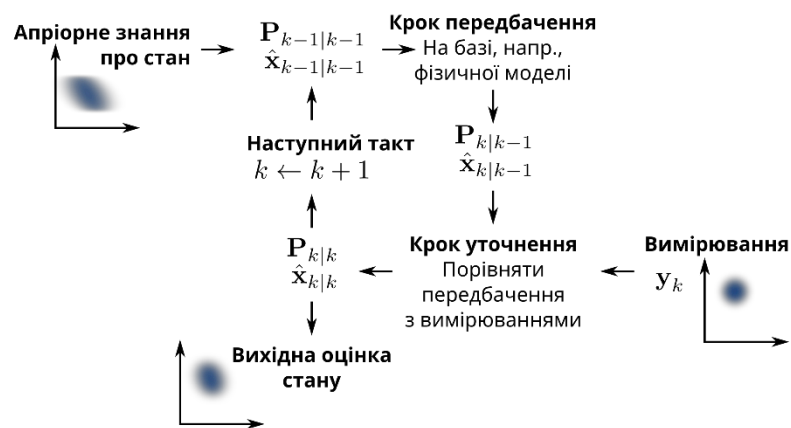 Апріорне знання
про стан
P_{k−1|k−1}
x̂_{k−1|k−1}
Крок передбачення
На базі, напр.,
фізичної моделі
P_{k|k−1}
x̂_{k|k−1}
Наступний такт
k ← k + 1
Крок уточнення
Порівняти
передбачення
з вимірюваннями
Вимірювання
y_k
P_{k|k}
x̂_{k|k}
Вихідна оцінка
стану